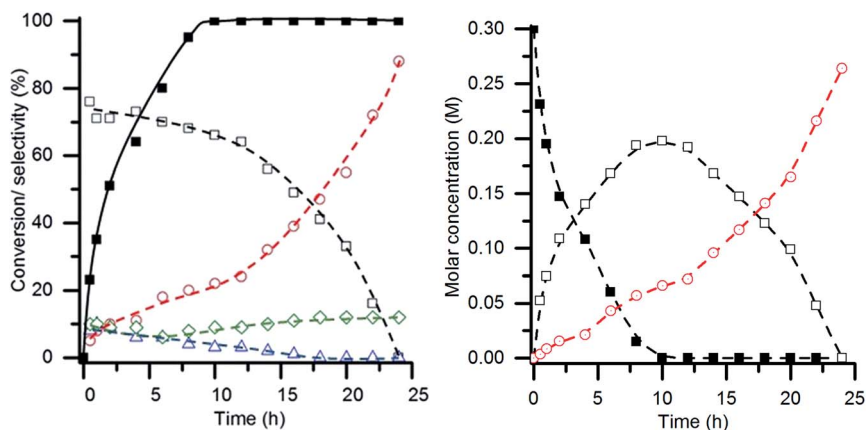 Conversion/ selectivity (%)
100
80
60
40
20
0
0 5 10 15 20 25
Time (h)
Molar concentration (M)
0.30
0.25
0.20
0.15
0.10
0.05
0.00
0 5 10 15 20 25
Time (h)